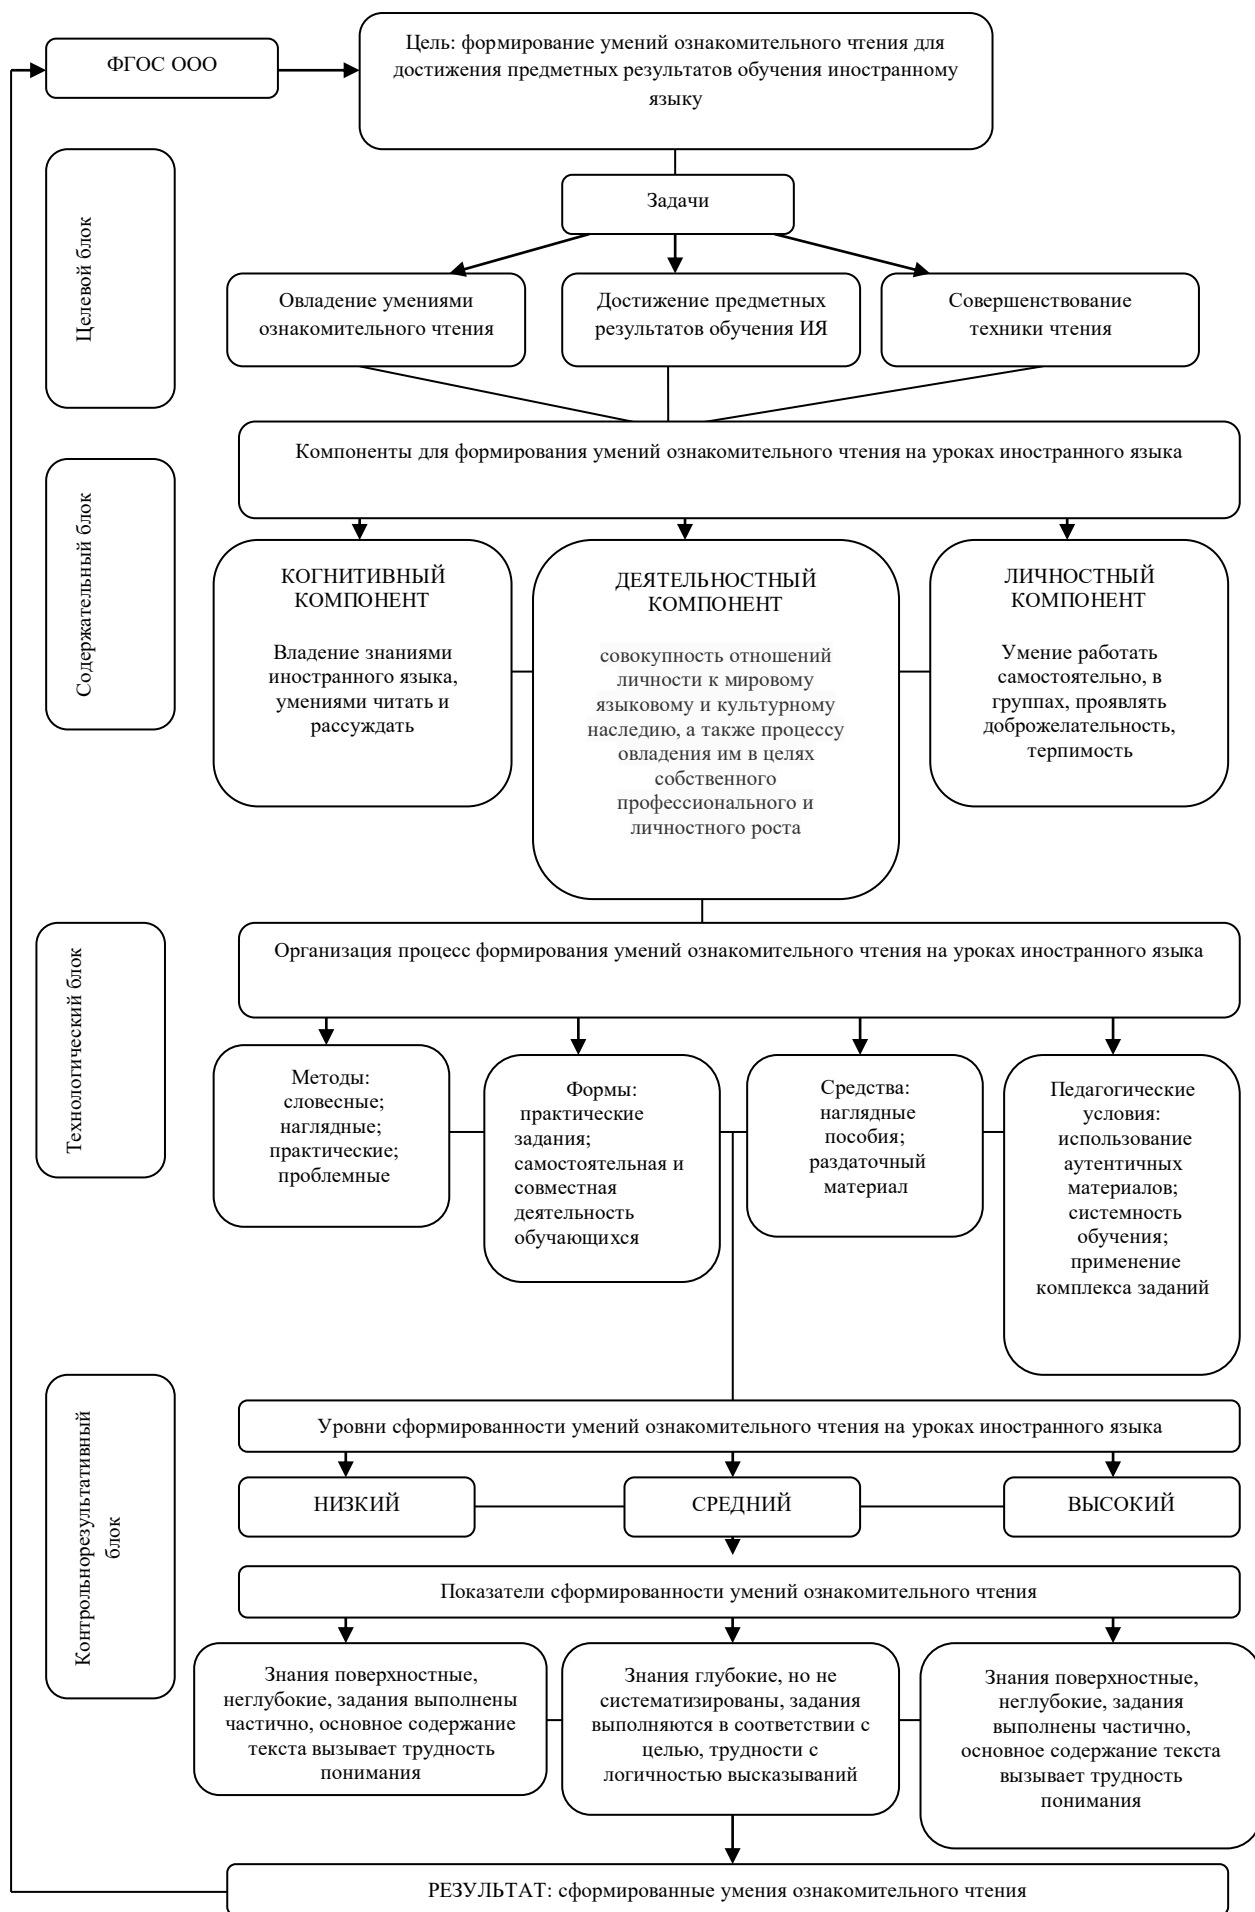 ФГОС ООО
Цель: формирование умений ознакомительного чтения для
достижения предметных результатов обучения иностранному
языку
Целевой блок
Задачи
Овладение умениями
ознакомительного чтения
Достижение предметных
результатов обучения ИЯ
Совершенствование
техники чтения
Содержательный блок
Компоненты для формирования умений ознакомительного чтения на уроках иностранного языка
КОГНИТИВНЫЙ
КОМПОНЕНТ
Владение знаниями
иностранного языка,
умениями читать и
рассуждать
ДЕЯТЕЛЬНОСТНЫЙ
КОМПОНЕНТ
совокупность отношений
личности к мировому
языковому и культурному
наследию, а также процессу
овладения им в целях
собственного
профессионального и
личностного роста
ЛИЧНОСТНЫЙ
КОМПОНЕНТ
Умение работать
самостоятельно, в
группах, проявлять
доброжелательность,
терпимость
Технологический блок
Организация процесс формирования умений ознакомительного чтения на уроках иностранного языка
Методы:
словесные;
наглядные;
практические;
проблемные
Формы:
практические
задания;
самостоятельная и
совместная
деятельность
обучающихся
Средства:
наглядные
пособия;
раздаточный
материал
Педагогические
условия:
использование
аутентичных
материалов;
системность
обучения;
применение
комплекса заданий
Контрольнорезультативный
блок
Уровни сформированности умений ознакомительного чтения на уроках иностранного языка
НИЗКИЙ
СРЕДНИЙ
ВЫСОКИЙ
Показатели сформированности умений ознакомительного чтения
Знания поверхностные,
неглубокие, задания выполнены
частично, основное содержание
текста вызывает трудность
понимания
Знания глубокие, но не
систематизированы, задания
выполняются в соответствии с
целью, трудности с
логичностью высказываний
Знания поверхностные,
неглубокие, задания
выполнены частично,
основное содержание текста
вызывает трудность
понимания
РЕЗУЛЬТАТ: сформированные умения ознакомительного чтения